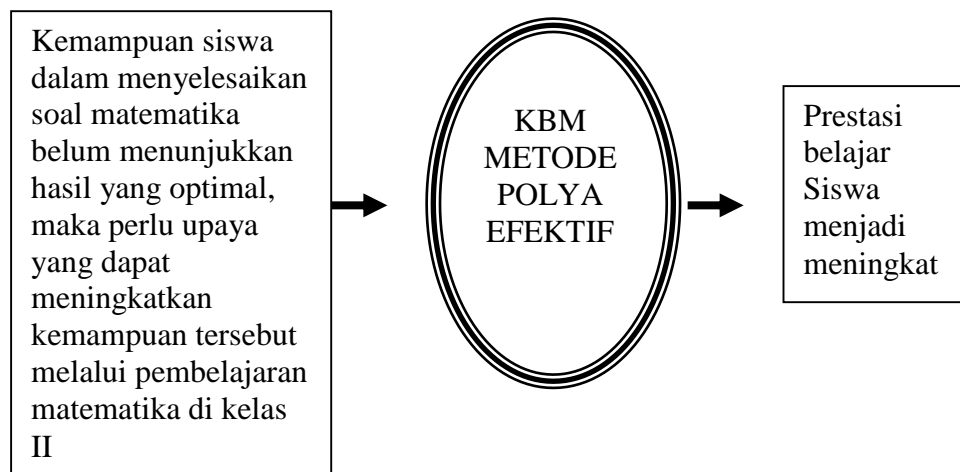 Kemampuan siswa
dalam menyelesaikan
soal matematika
belum menunjukkan
hasil yang optimal,
maka perlu upaya
yang dapat
meningkatkan
kemampuan tersebut
melalui pembelajaran
matematika di kelas
II
KBM
METODE
POLYA
EFEKTIF
Prestasi
belajar
Siswa
menjadi
meningkat